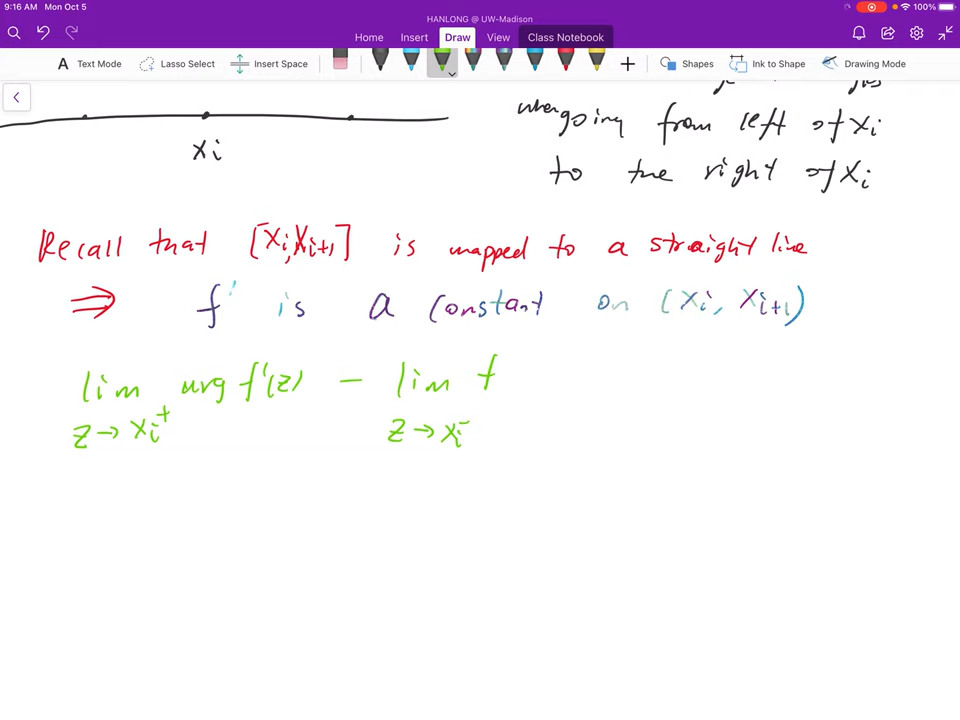 9:16 AM Mon Oct 5
100%
HANLONG @ UW-Madison
Home Insert Draw View Class Notebook
Text Mode Lasso Select Insert Space Shapes Ink to Shape Drawing Mode
when going from left of xi
to the right of xi
xi
Recall that [xi, xi+1] is mapped to a straight line
⇒ f' is a constant on (xi, xi+1)
lim arg f'(z) — lim f
z → xi+ z → xi-